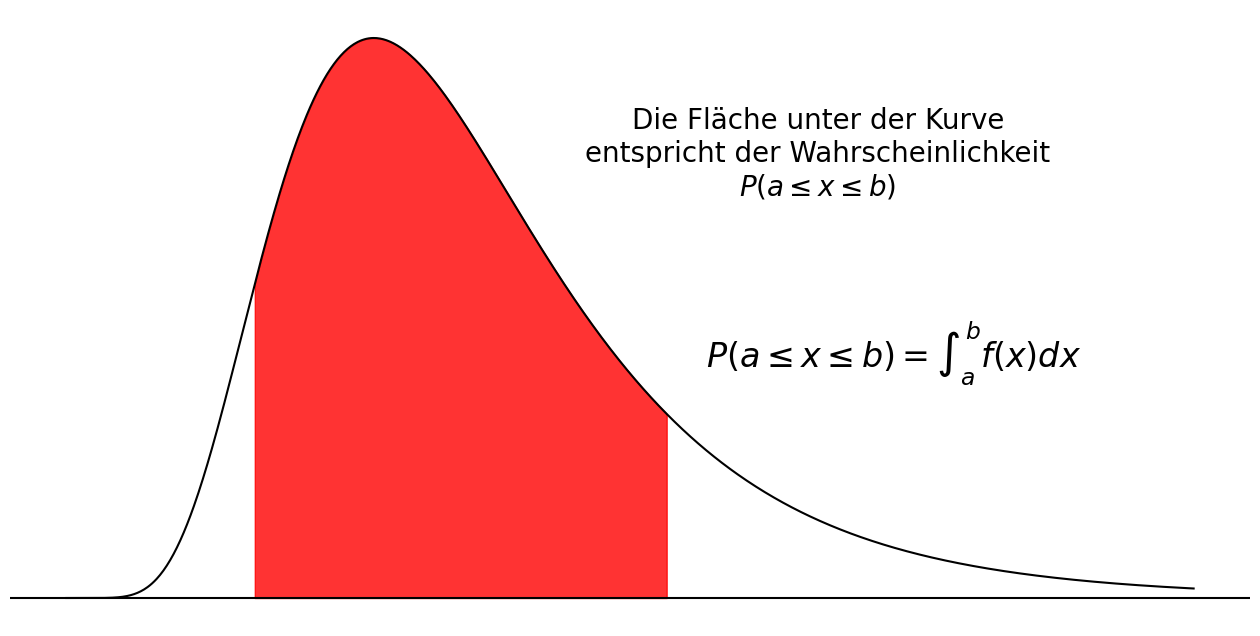 Die Fläche unter der Kurve
entspricht der Wahrscheinlichkeit
P(a ≤ x ≤ b)
P(a ≤ x ≤ b) = ∫_a^b f(x)dx